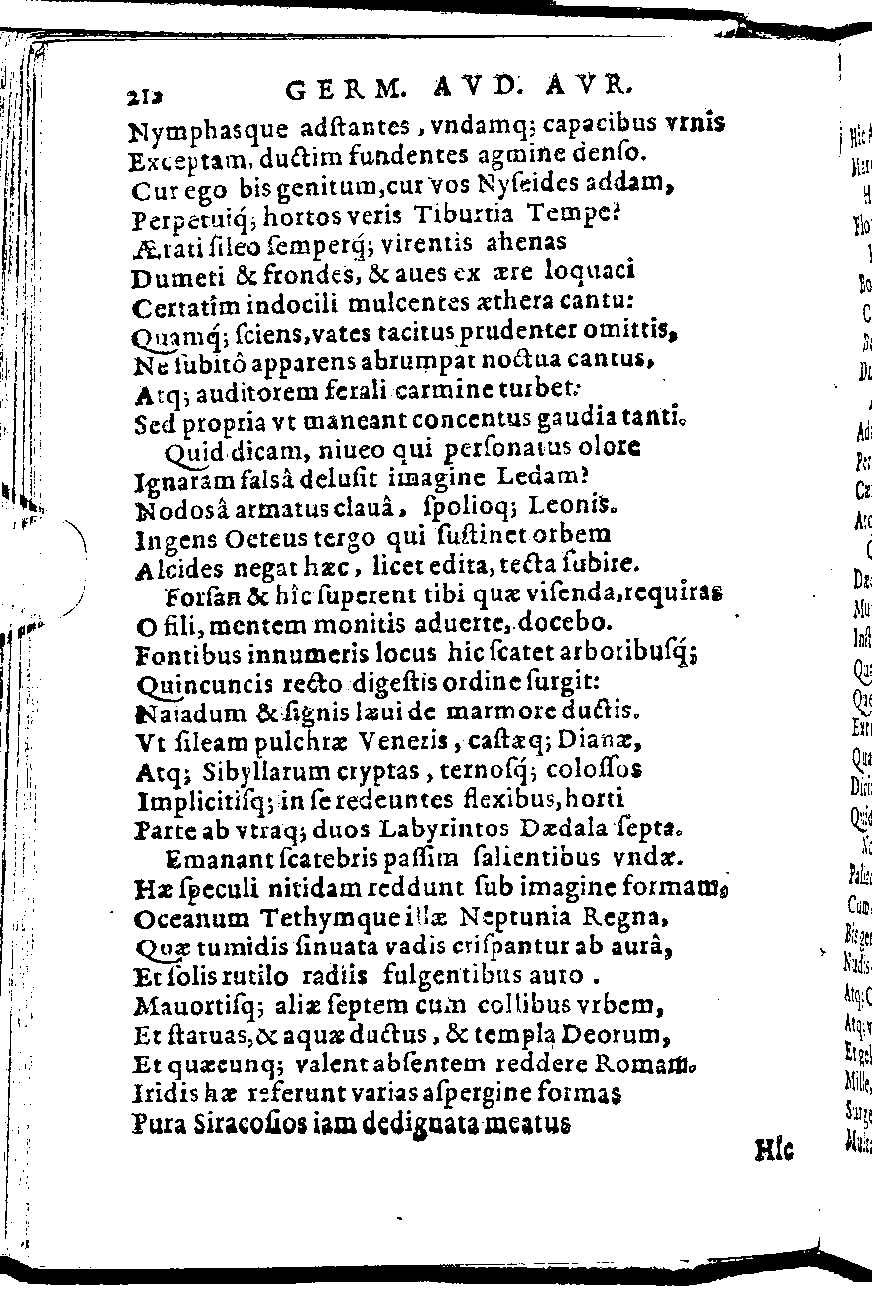 212 GERM. AVD. AVR.
Nymphasque adſtantes, vndamq; capacibus vrnis
Exceptam, ductim fundentes agmine denſo.
Cur ego bis genitum, cur vos Nyſeides addam,
Perpetuiq́; hortos veris Tiburtia Tempe?
Ætati ſileo ſemperq́; virentis ahenas
Dumeti & frondes, & aues ex ære loquaci
Certatim indocili mulcentes æthera cantu:
Quamq́; ſciens, vates tacitus prudenter omittis,
Ne ſubitô apparens abrumpat noctua cantus,
Atq; auditorem ferali carmine turbet:
Sed propria vt maneant concentus gaudia tanti.
Quid dicam, niueo qui perſonatus olore
Ignaram falsâ deluſit imagine Ledam?
Nodosâ armatus clauâ, ſpolioq; Leonis.
Ingens Oeteus tergo qui ſuſtinet orbem
Alcides negat hæc, licet edita, tecta ſubire.
Forſan & hîc ſuperent tibi quæ viſenda, requiras
O fili, mentem monitis aduerte, docebo.
Fontibus innumeris locus hic ſcatet arboribuſq́;
Quincuncis recto digeſtis ordine ſurgit:
Naiadum & ſignis læui de marmore ductis.
Vt ſileam pulchræ Veneris, caſtæq; Dianæ,
Atq; Sibyllarum cryptas, ternoſq́; coloſſos
Implicitiſq; in ſe redeuntes flexibus, horti
Parte ab vtraq; duos Labyrintos Dædala ſepta.
Emanant ſcatebris paſſim ſalientibus vndæ.
Hæ ſpeculi nitidam reddunt ſub imagine formam,
Oceanum Tethymque illæ Neptunia Regna,
Quæ tumidis ſinuata vadis criſpantur ab aurâ,
Et ſolis rutilo radiis fulgentibus auro.
Mauortiſq; aliæ ſeptem cum collibus vrbem,
Et ſtatuas, & aquæ ductus, & templa Deorum,
Et quæcunq; valent abſentem reddere Romam.
Iridis hæ referunt varias aſpergine formas
Pura Siracoſios iam dedignata meatus
Hîc